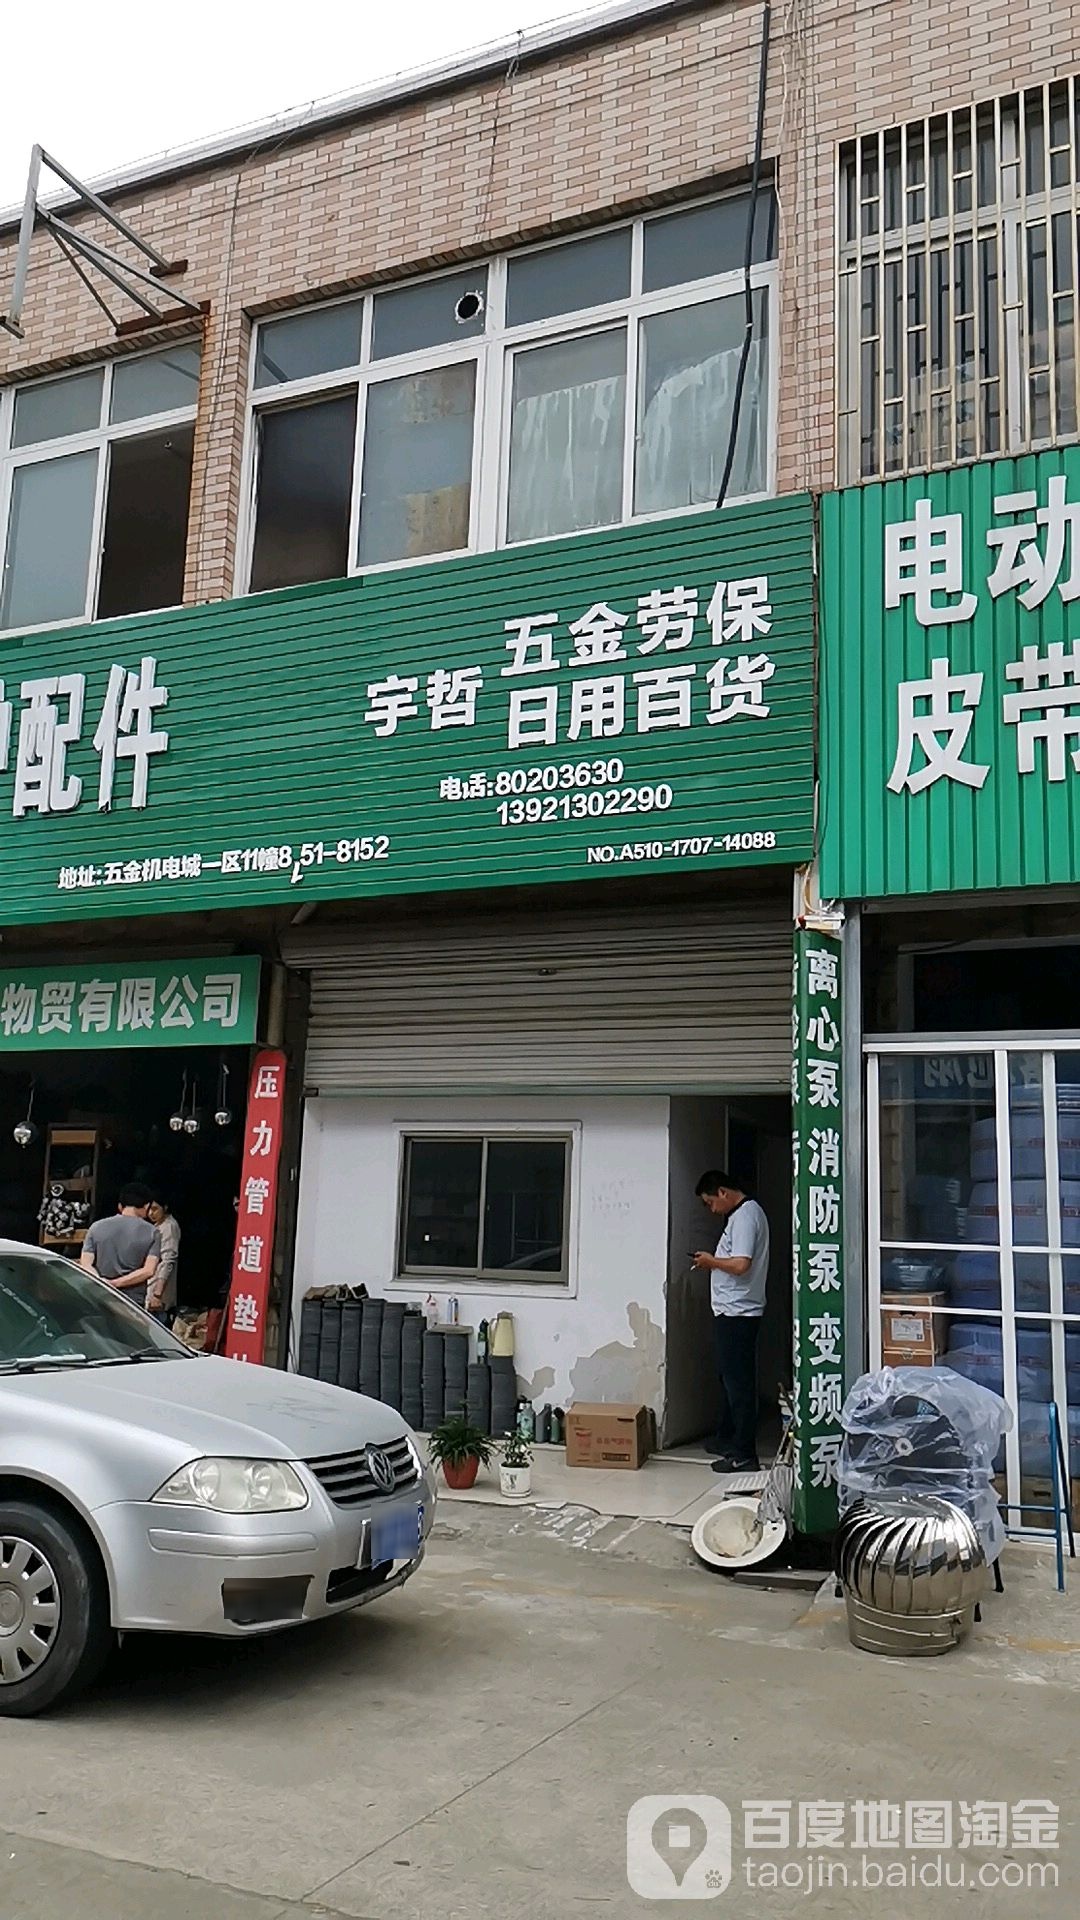 电动
皮带
五金劳保
宇哲
日用百货
配件
电话:80203630
13921302290
地址:五金机电城一区11幢8151-8152
NO.A510-1707-14088
物贸有限公司
压力管道垫
离心泵 消防泵 变频泵
百度地图淘金
taojin.baidu.com